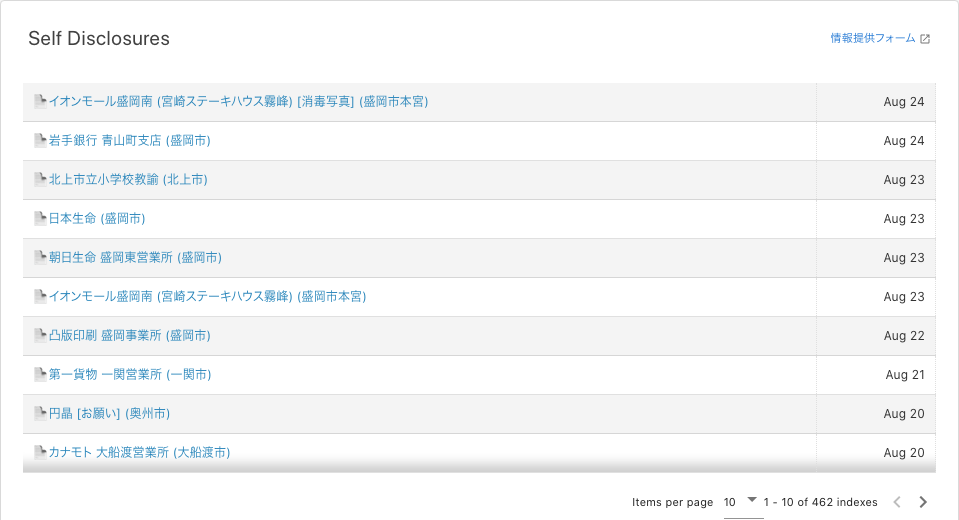 Self Disclosures
情報提供フォーム
イオンモール盛岡南 (宮崎ステーキハウス霧峰) [消毒写真] (盛岡市本宮) Aug 24
岩手銀行 青山町支店 (盛岡市) Aug 24
北上市立小学校教諭 (北上市) Aug 23
日本生命 (盛岡市) Aug 23
朝日生命 盛岡東営業所 (盛岡市) Aug 23
イオンモール盛岡南 (宮崎ステーキハウス霧峰) (盛岡市本宮) Aug 23
凸版印刷 盛岡事業所 (盛岡市) Aug 22
第一貨物 一関営業所 (一関市) Aug 21
円晶 [お願い] (奥州市) Aug 20
カナモト 大船渡営業所 (大船渡市) Aug 20
Items per page 10 1 - 10 of 462 indexes